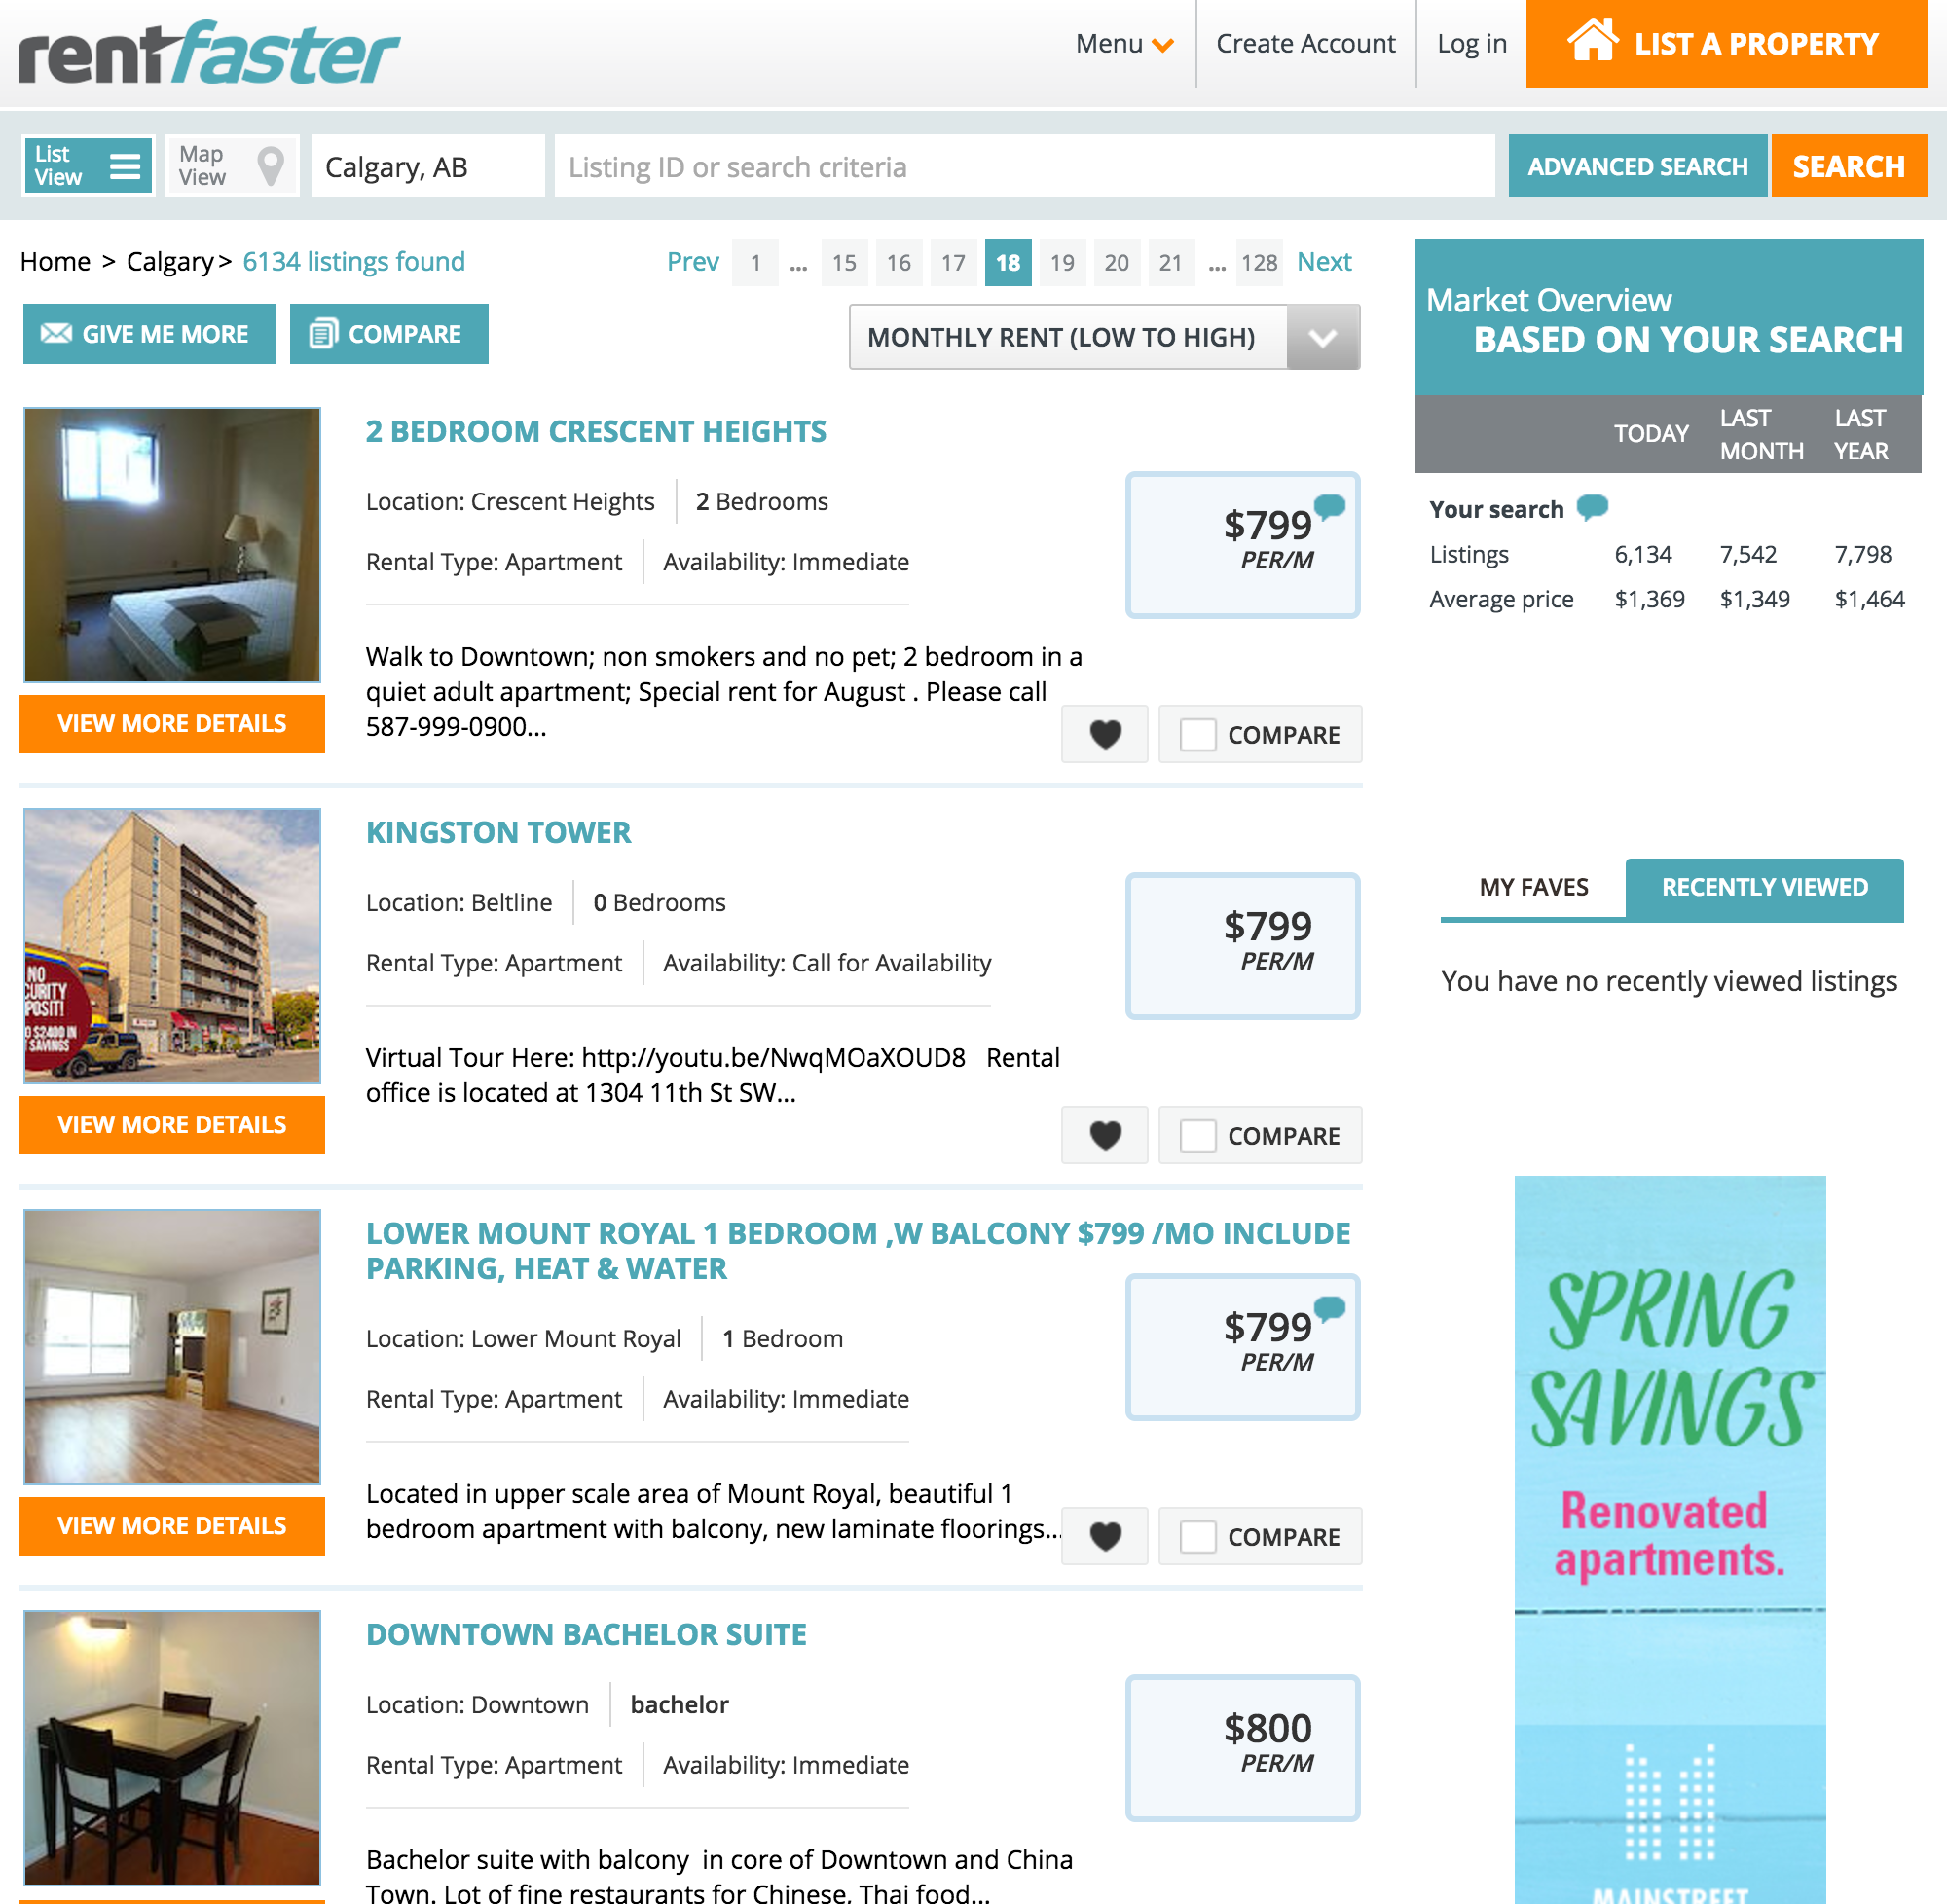 rentfaster
Menu
Create Account
Log in
LIST A PROPERTY
List
View
Map
View
Calgary, AB
Listing ID or search criteria
ADVANCED SEARCH
SEARCH
Home > Calgary > 6134 listings found
Prev 1 ... 15 16 17 18 19 20 21 ... 128 Next
GIVE ME MORE
COMPARE
MONTHLY RENT (LOW TO HIGH)
2 BEDROOM CRESCENT HEIGHTS
Location: Crescent Heights 2 Bedrooms
Rental Type: Apartment Availability: Immediate
$799
PER/M
Walk to Downtown; non smokers and no pet; 2 bedroom in a
quiet adult apartment; Special rent for August . Please call
587-999-0900...
VIEW MORE DETAILS
COMPARE
NO
CURITY
POSIT!
O $2400 IN
SAVINGS
KINGSTON TOWER
Location: Beltline 0 Bedrooms
Rental Type: Apartment Availability: Call for Availability
$799
PER/M
Virtual Tour Here: http://youtu.be/NwqMOaXOUD8 Rental
office is located at 1304 11th St SW...
VIEW MORE DETAILS
COMPARE
LOWER MOUNT ROYAL 1 BEDROOM ,W BALCONY $799 /MO INCLUDE
PARKING, HEAT & WATER
Location: Lower Mount Royal 1 Bedroom
Rental Type: Apartment Availability: Immediate
$799
PER/M
Located in upper scale area of Mount Royal, beautiful 1
bedroom apartment with balcony, new laminate floorings...
VIEW MORE DETAILS
COMPARE
DOWNTOWN BACHELOR SUITE
Location: Downtown bachelor
Rental Type: Apartment Availability: Immediate
$800
PER/M
Bachelor suite with balcony in core of Downtown and China
Town. Lot of fine restaurants for Chinese, Thai food...
Market Overview
BASED ON YOUR SEARCH
TODAY LAST MONTH LAST YEAR
Your search
Listings 6,134 7,542 7,798
Average price $1,369 $1,349 $1,464
MY FAVES
RECENTLY VIEWED
You have no recently viewed listings
SPRING
SAVINGS
Renovated
apartments.
MAINSTREET